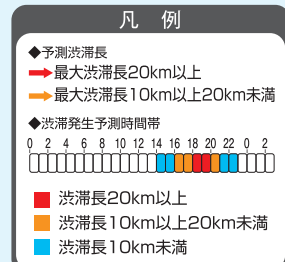 凡 例
◆予測渋滞長
最大渋滞長20km以上
最大渋滞長10km以上20km未満
◆渋滞発生予測時間帯
0 2 4 6 8 10 12 14 16 18 20 22 0 2
渋滞長20km以上
渋滞長10km以上20km未満
渋滞長10km未満